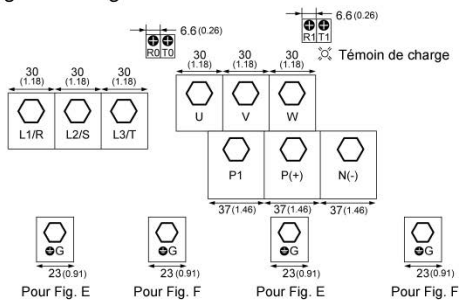 6.6(0.26)
6.6(0.26)
R0 T0
R1 T1
Témoin de charge
30 30 30
(1.18) (1.18) (1.18)
30 30 30
(1.18) (1.18) (1.18)
L1/R L2/S L3/T
U V W
P1 P(+) N(-)
37(1.46) 37(1.46) 37(1.46)
G G G G
23(0.91) 23(0.91) 23(0.91) 23(0.91)
Pour Fig. E Pour Fig. F Pour Fig. E Pour Fig. F